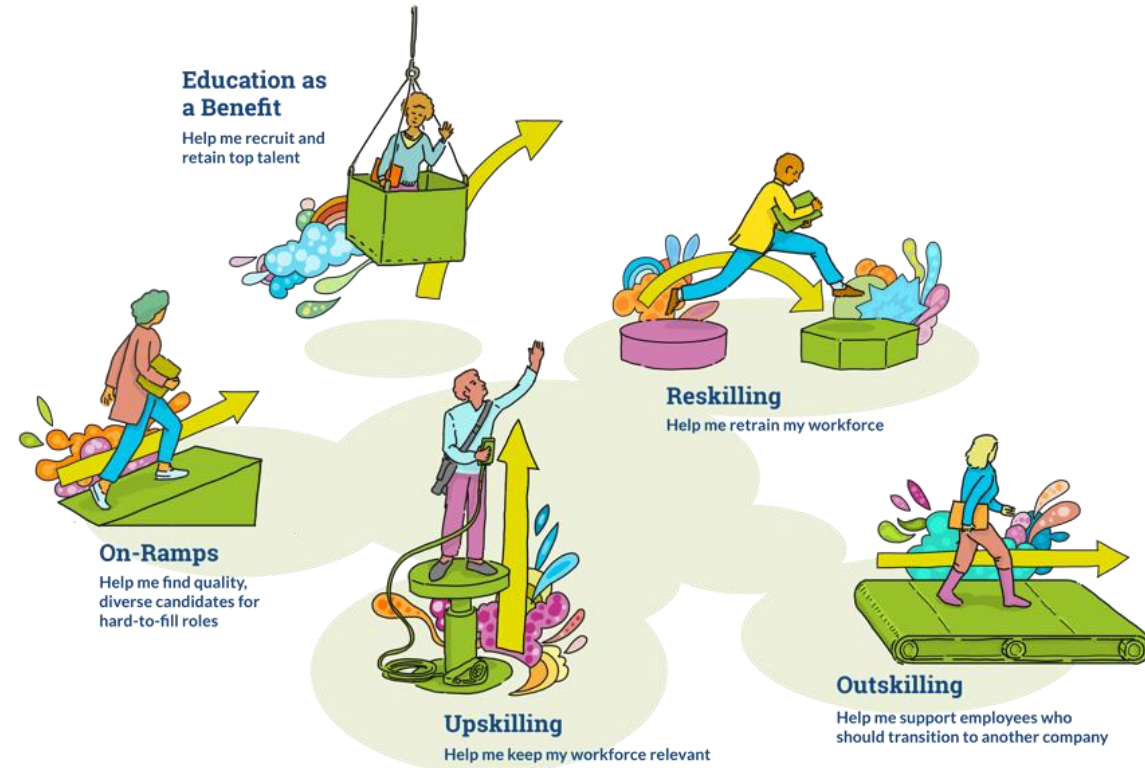 Education as
a Benefit
Help me recruit and
retain top talent
Reskilling
Help me retrain my workforce
On-Ramps
Help me find quality,
diverse candidates for
hard-to-fill roles
Upskilling
Help me keep my workforce relevant
Outskilling
Help me support employees who
should transition to another company